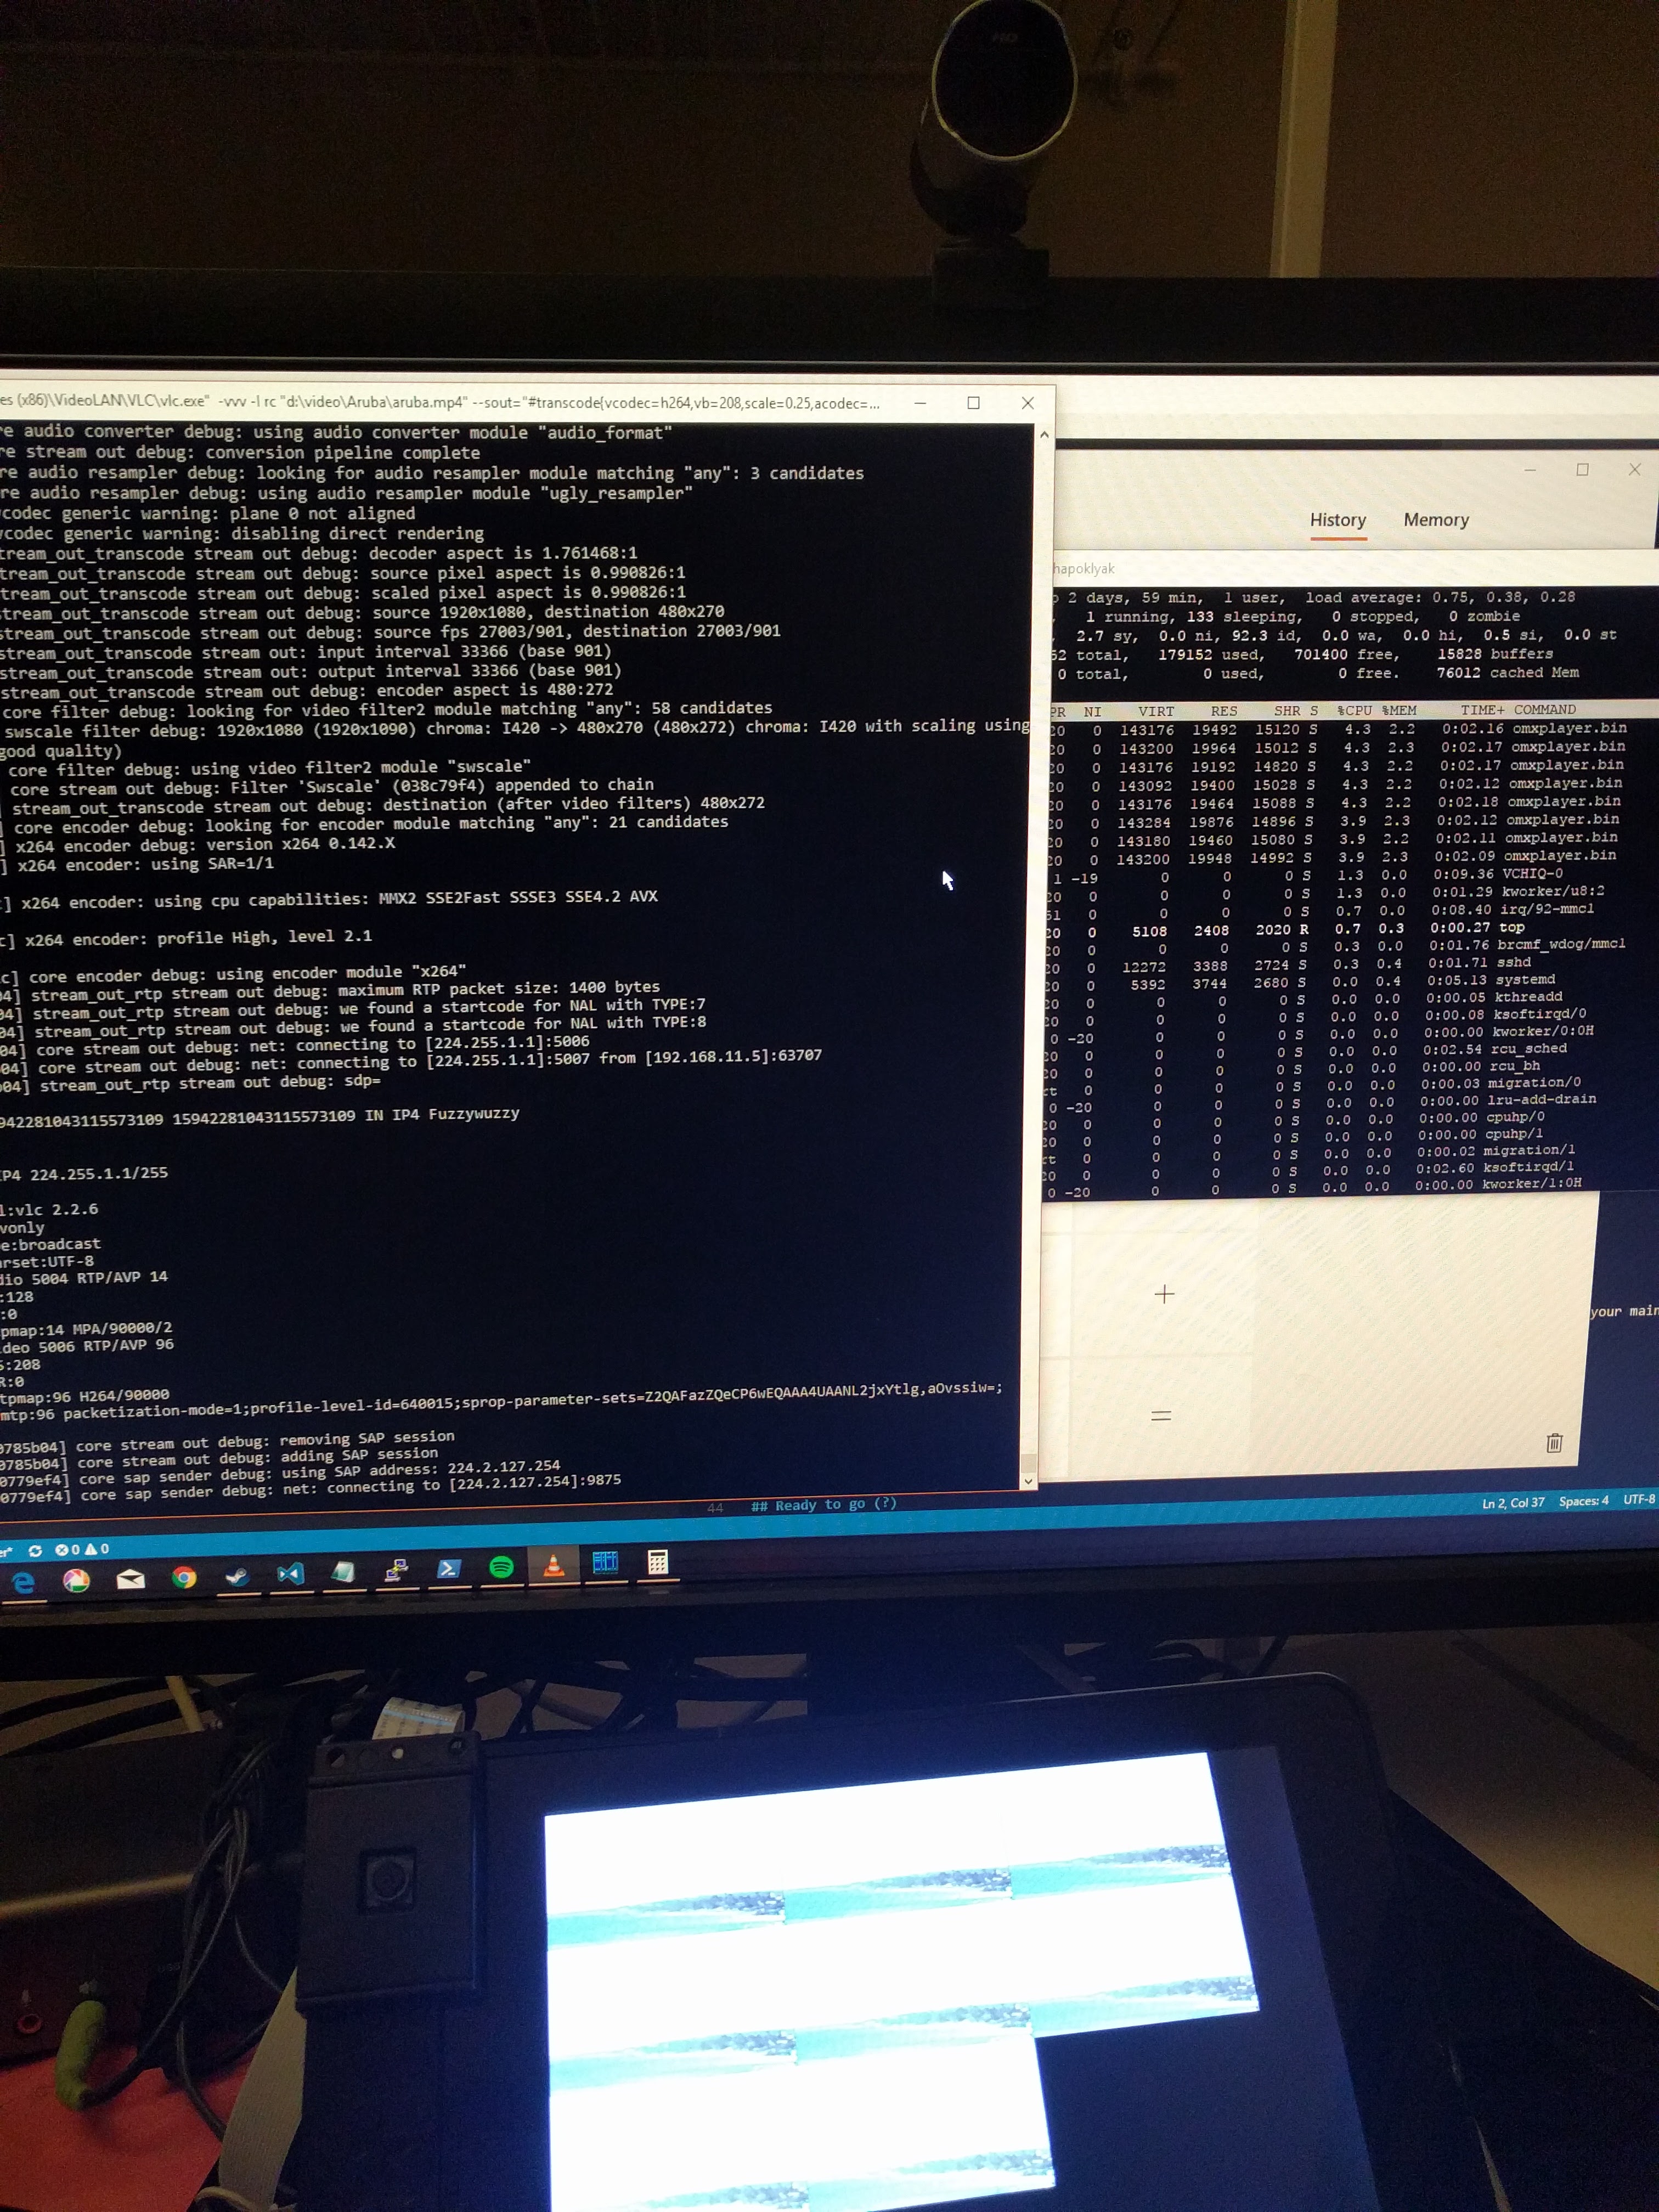 HD
es (x86)\VideoLAN\VLC\vlc.exe" -vvv -I rc "d:\video\Aruba\aruba.mp4" --sout="#transcode{vcodec=h264,vb=208,scale=0.25,acodec=...
re audio converter debug: using audio converter module "audio_format"
re stream out debug: conversion pipeline complete
re audio resampler debug: looking for audio resampler module matching "any": 3 candidates
re audio resampler debug: using audio resampler module "ugly_resampler"
vcodec generic warning: plane 0 not aligned
vcodec generic warning: disabling direct rendering
tream_out_transcode stream out debug: decoder aspect is 1.761468:1
tream_out_transcode stream out debug: source pixel aspect is 0.990826:1
tream_out_transcode stream out debug: scaled pixel aspect is 0.990826:1
stream_out_transcode stream out debug: source 1920x1080, destination 480x270
stream_out_transcode stream out debug: source fps 27003/901, destination 27003/901
stream_out_transcode stream out debug: input interval 33366 (base 901)
stream_out_transcode stream out debug: output interval 33366 (base 901)
stream_out_transcode stream out debug: encoder aspect is 480:272
core filter debug: looking for video filter2 module matching "any": 58 candidates
swscale filter debug: 1920x1080 (1920x1090) chroma: I420 -> 480x270 (480x272) chroma: I420 with scaling using
good quality)
core filter debug: using video filter2 module "swscale"
core stream out debug: Filter 'Swscale' (038c79f4) appended to chain
stream_out_transcode stream out debug: destination (after video filters) 480x272
] core encoder debug: looking for encoder module matching "any": 21 candidates
] x264 encoder debug: version x264 0.142.X
] x264 encoder: using SAR=1/1
] x264 encoder: using cpu capabilities: MMX2 SSE2Fast SSSE3 SSE4.2 AVX
c] x264 encoder: profile High, level 2.1
c] core encoder debug: using encoder module "x264"
04] stream_out_rtp stream out debug: maximum RTP packet size: 1400 bytes
04] stream_out_rtp stream out debug: we found a startcode for NAL with TYPE:7
04] stream_out_rtp stream out debug: we found a startcode for NAL with TYPE:8
04] core stream out debug: net: connecting to [224.255.1.1]:5006
04] core stream out debug: net: connecting to [224.255.1.1]:5007 from [192.168.11.5]:63707
b04] stream_out_rtp stream out debug: sdp=
94228104311557310‌9 15942281043115573109 IN IP4 Fuzzywuzzy
IP4 224.255.1.1/255
l:vlc 2.2.6
vonly
e:broadcast
arset:UTF-8
dio 5004 RTP/AVP 14
:128
:0
pmap:14 MPA/90000/2
deo 5006 RTP/AVP 96
S:208
R:0
tpmap:96 H264/90000
mtp:96 packetization-mode=1;profile-level-id=640015;sprop-parameter-sets=Z2QAFazZQeCP6wEQAAA4UAANL2jxYtlg,aOvssiw=;
0785b04] core stream out debug: removing SAP session
0785b04] core stream out debug: adding SAP session
0779ef4] core sap sender debug: using SAP address: 224.2.127.254
0779ef4] core sap sender debug: net: connecting to [224.2.127.254]:9875
History Memory
hapoklyak
2 days, 59 min, 1 user, load average: 0.75, 0.38, 0.28
1 running, 133 sleeping, 0 stopped, 0 zombie
, 2.7 sy, 0.0 ni, 92.3 id, 0.0 wa, 0.0 hi, 0.5 si, 0.0 st
52 total, 179152 used, 701400 free, 15828 buffers
0 total, 0 used, 0 free. 76012 cached Mem
PR NI VIRT RES SHR S %CPU %MEM TIME+ COMMAND
20 0 143176 19492 15120 S 4.3 2.2 0:02.16 omxplayer.bin
20 0 143200 19964 15012 S 4.3 2.3 0:02.17 omxplayer.bin
20 0 143176 19192 14820 S 4.3 2.2 0:02.17 omxplayer.bin
20 0 143092 19400 15028 S 4.3 2.2 0:02.12 omxplayer.bin
20 0 143176 19464 15088 S 4.3 2.2 0:02.18 omxplayer.bin
20 0 143284 19876 14896 S 3.9 2.3 0:02.12 omxplayer.bin
20 0 143180 19460 15080 S 3.9 2.2 0:02.11 omxplayer.bin
20 0 143200 19948 14992 S 3.9 2.3 0:02.09 omxplayer.bin
1 -19 0 0 0 S 1.3 0.0 0:09.36 VCHIQ-0
20 0 0 0 0 S 1.3 0.0 0:01.29 kworker/u8:2
51 0 0 0 0 S 0.7 0.0 0:08.40 irq/92-mmc1
20 0 5108 2408 2020 R 0.7 0.3 0:00.27 top
20 0 0 0 0 S 0.3 0.0 0:01.76 brcmf_wdog/mmc1
20 0 12272 3388 2724 S 0.3 0.4 0:01.71 sshd
20 0 5392 3744 2680 S 0.0 0.4 0:05.13 systemd
20 0 0 0 0 S 0.0 0.0 0:00.05 kthreadd
20 0 0 0 0 S 0.0 0.0 0:00.08 ksoftirqd/0
0 -20 0 0 0 S 0.0 0.0 0:00.00 kworker/0:0H
20 0 0 0 0 S 0.0 0.0 0:02.54 rcu_sched
20 0 0 0 0 S 0.0 0.0 0:00.00 rcu_bh
rt 0 0 0 0 S 0.0 0.0 0:00.03 migration/0
0 -20 0 0 0 S 0.0 0.0 0:00.00 lru-add-drain
20 0 0 0 0 S 0.0 0.0 0:00.00 cpuhp/0
20 0 0 0 0 S 0.0 0.0 0:00.00 cpuhp/1
rt 0 0 0 0 S 0.0 0.0 0:00.02 migration/1
20 0 0 0 0 S 0.0 0.0 0:02.60 ksoftirqd/1
0 -20 0 0 0 S 0.0 0.0 0:00.00 kworker/1:0H
+
=
your main
44 ## Ready to go (?)
Ln 2, Col 37 Spaces: 4 UTF-8
er* 0 0